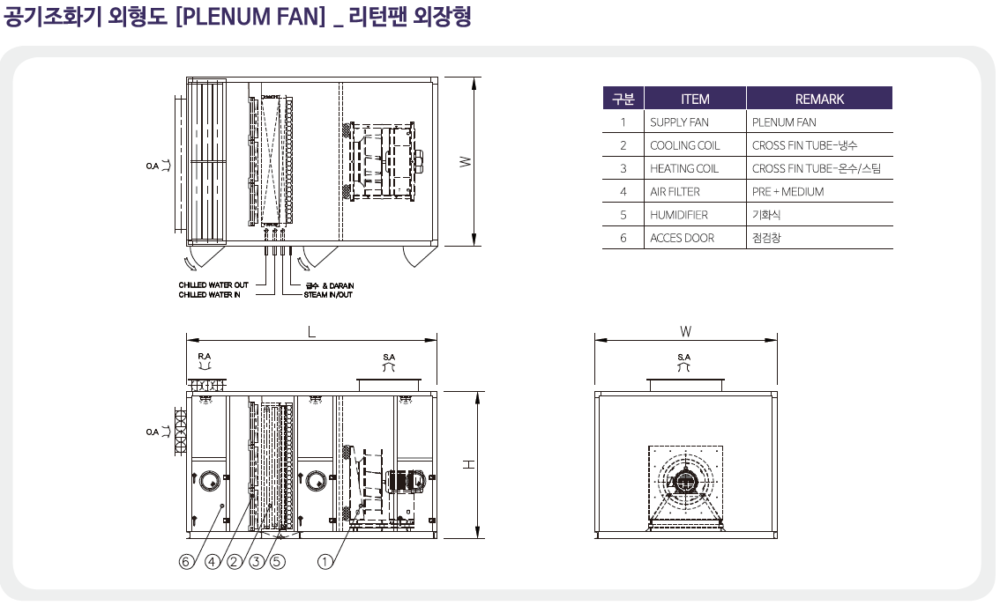 공기조화기 외형도 [PLENUM FAN] _ 리턴팬 외장형
구분 ITEM REMARK
1 SUPPLY FAN PLENUM FAN
2 COOLING COIL CROSS FIN TUBE-냉수
3 HEATING COIL CROSS FIN TUBE-온수/스팀
4 AIR FILTER PRE + MEDIUM
5 HUMIDIFIER 기화식
6 ACCES DOOR 점검창
O.A
W
CHILLED WATER OUT
CHILLED WATER IN
급수 & DARAIN
STEAM IN/OUT
L
R.A
S.A
O.A
H
⑥ ④ ② ③ ⑤ ①
W
S.A